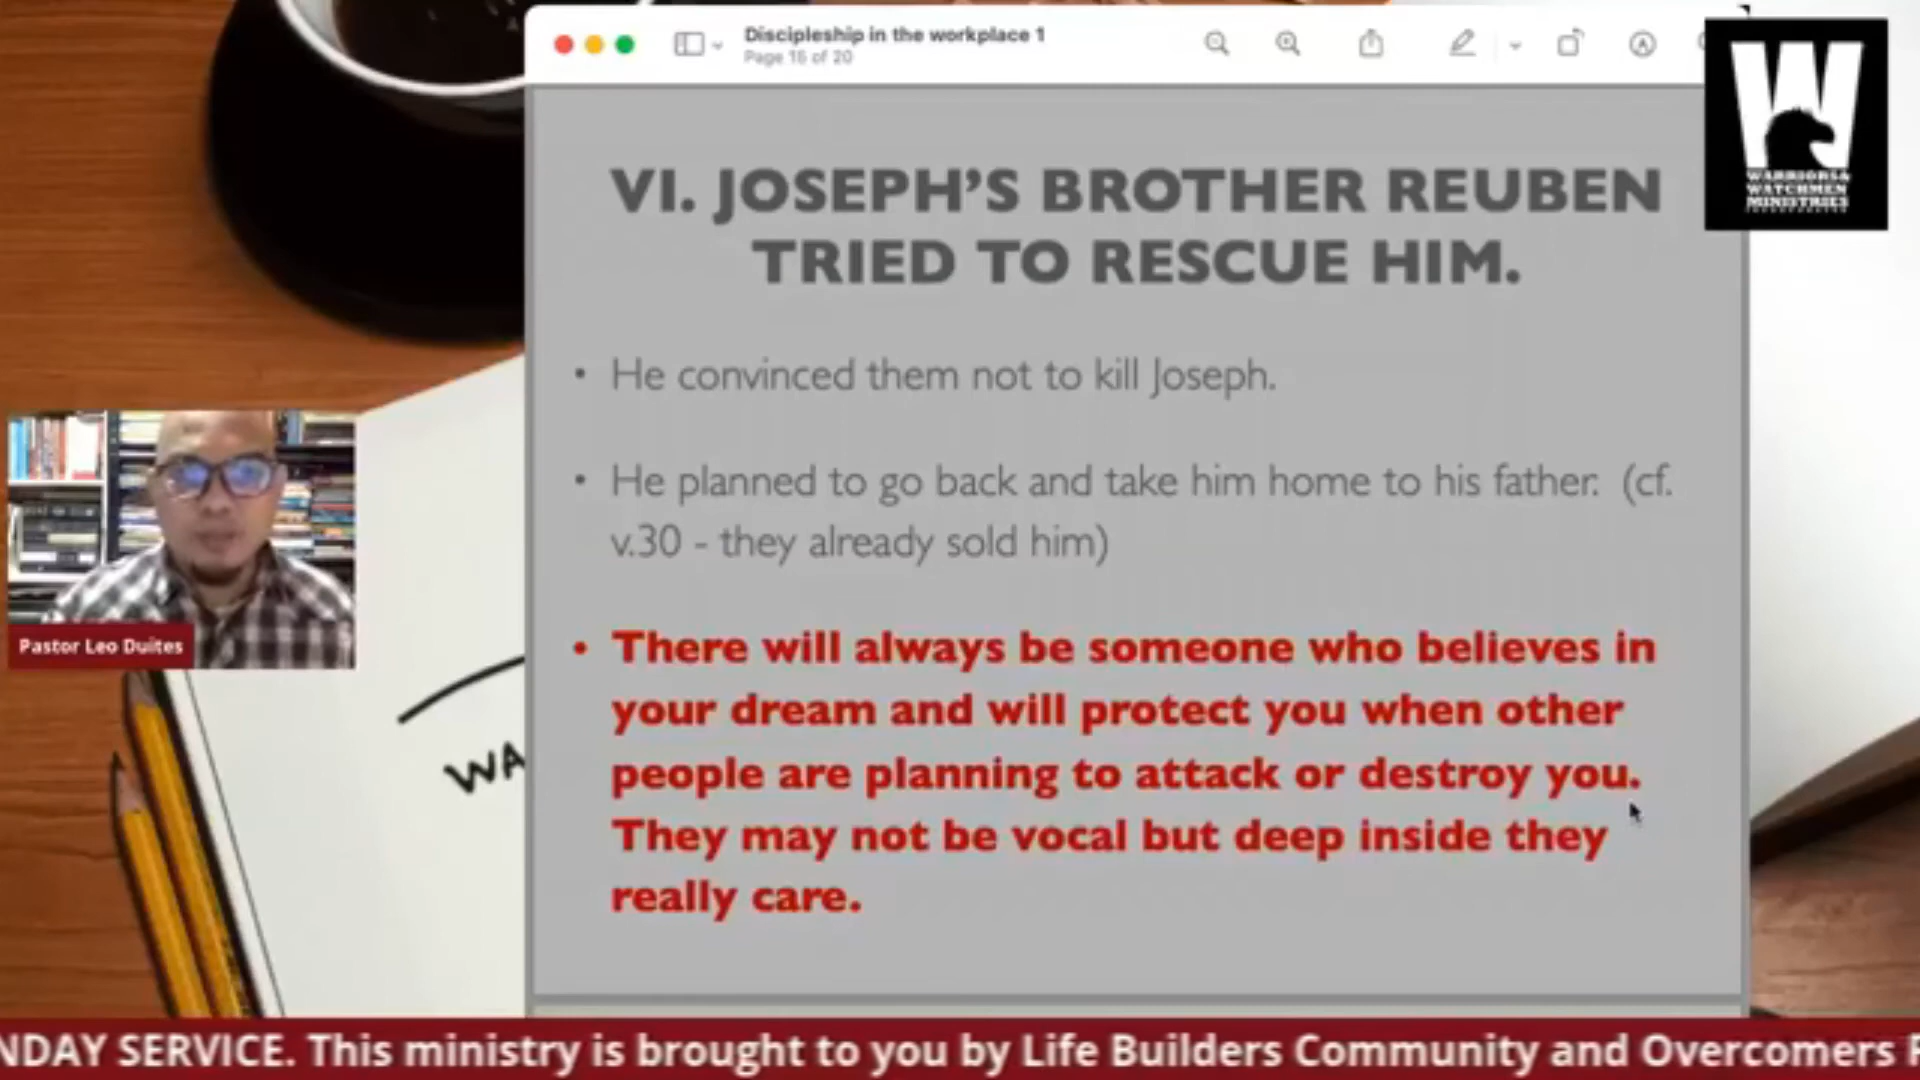 Discipleship in the workplace 1
Page 15 of 20
WARRIORS &
WATCHMEN
MINISTRIES
VI. JOSEPH'S BROTHER REUBEN
TRIED TO RESCUE HIM.
• He convinced them not to kill Joseph.
• He planned to go back and take him home to his father. (cf.
v.30 - they already sold him)
• There will always be someone who believes in
your dream and will protect you when other
people are planning to attack or destroy you.
They may not be vocal but deep inside they
really care.
Pastor Leo Duites
WA
NDAY SERVICE. This ministry is brought to you by Life Builders Community and Overcomers